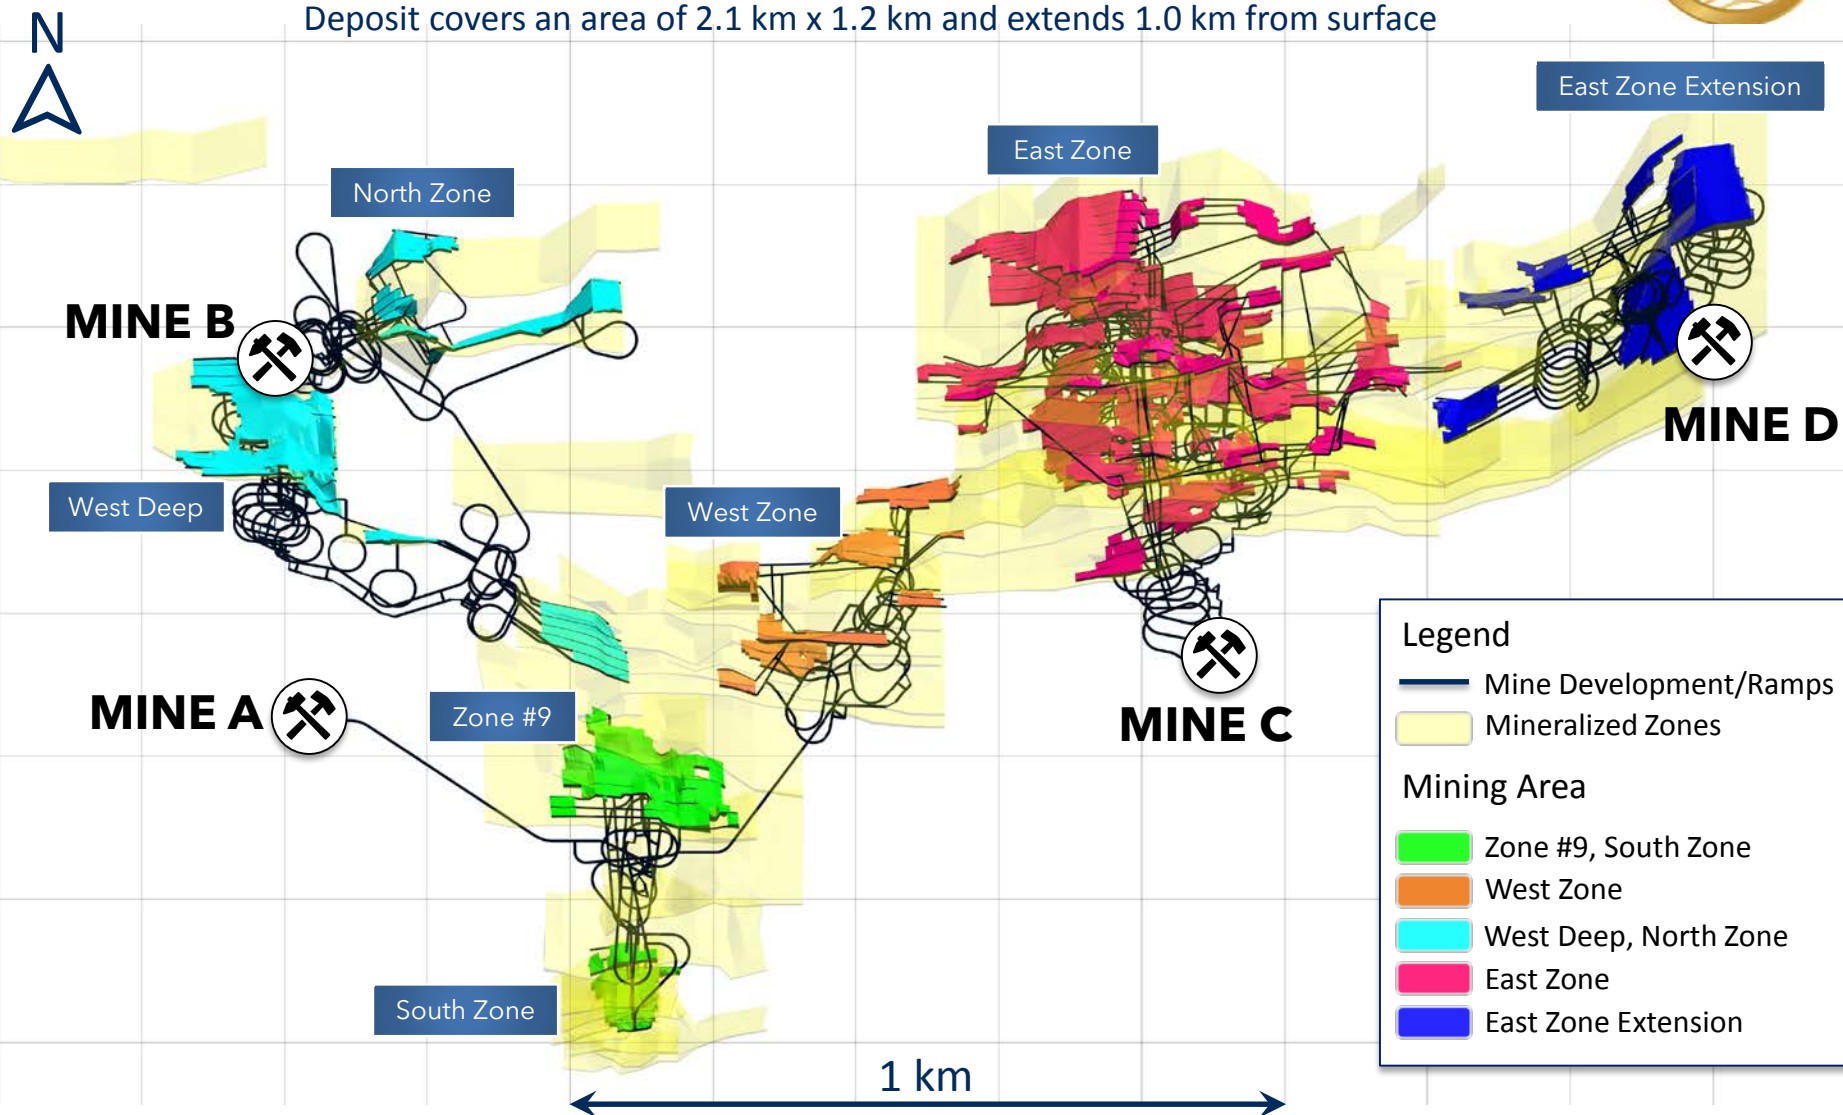 Deposit covers an area of 2.1 km x 1.2 km and extends 1.0 km from surface
N
East Zone Extension
East Zone
North Zone
MINE B
MINE D
West Deep
West Zone
MINE A
Zone #9
MINE C
South Zone
1 km
Legend
Mine Development/Ramps
Mineralized Zones
Mining Area
Zone #9, South Zone
West Zone
West Deep, North Zone
East Zone
East Zone Extension